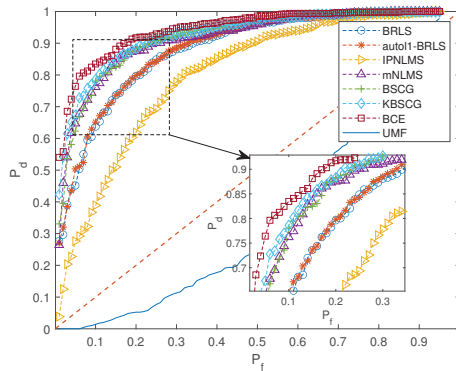 1
0.9
0.8
0.7
0.6
0.5
0.4
0.3
0.2
0.1
0
P_d
BRLS
autol1-BRLS
IPNLMS
mNLMS
BSCG
KBSCG
BCE
UMF
0.9
0.85
0.8
0.75
0.7
P_d
0.1 0.2 0.3
P_f
0 0.1 0.2 0.3 0.4 0.5 0.6 0.7 0.8 0.9 1
P_f